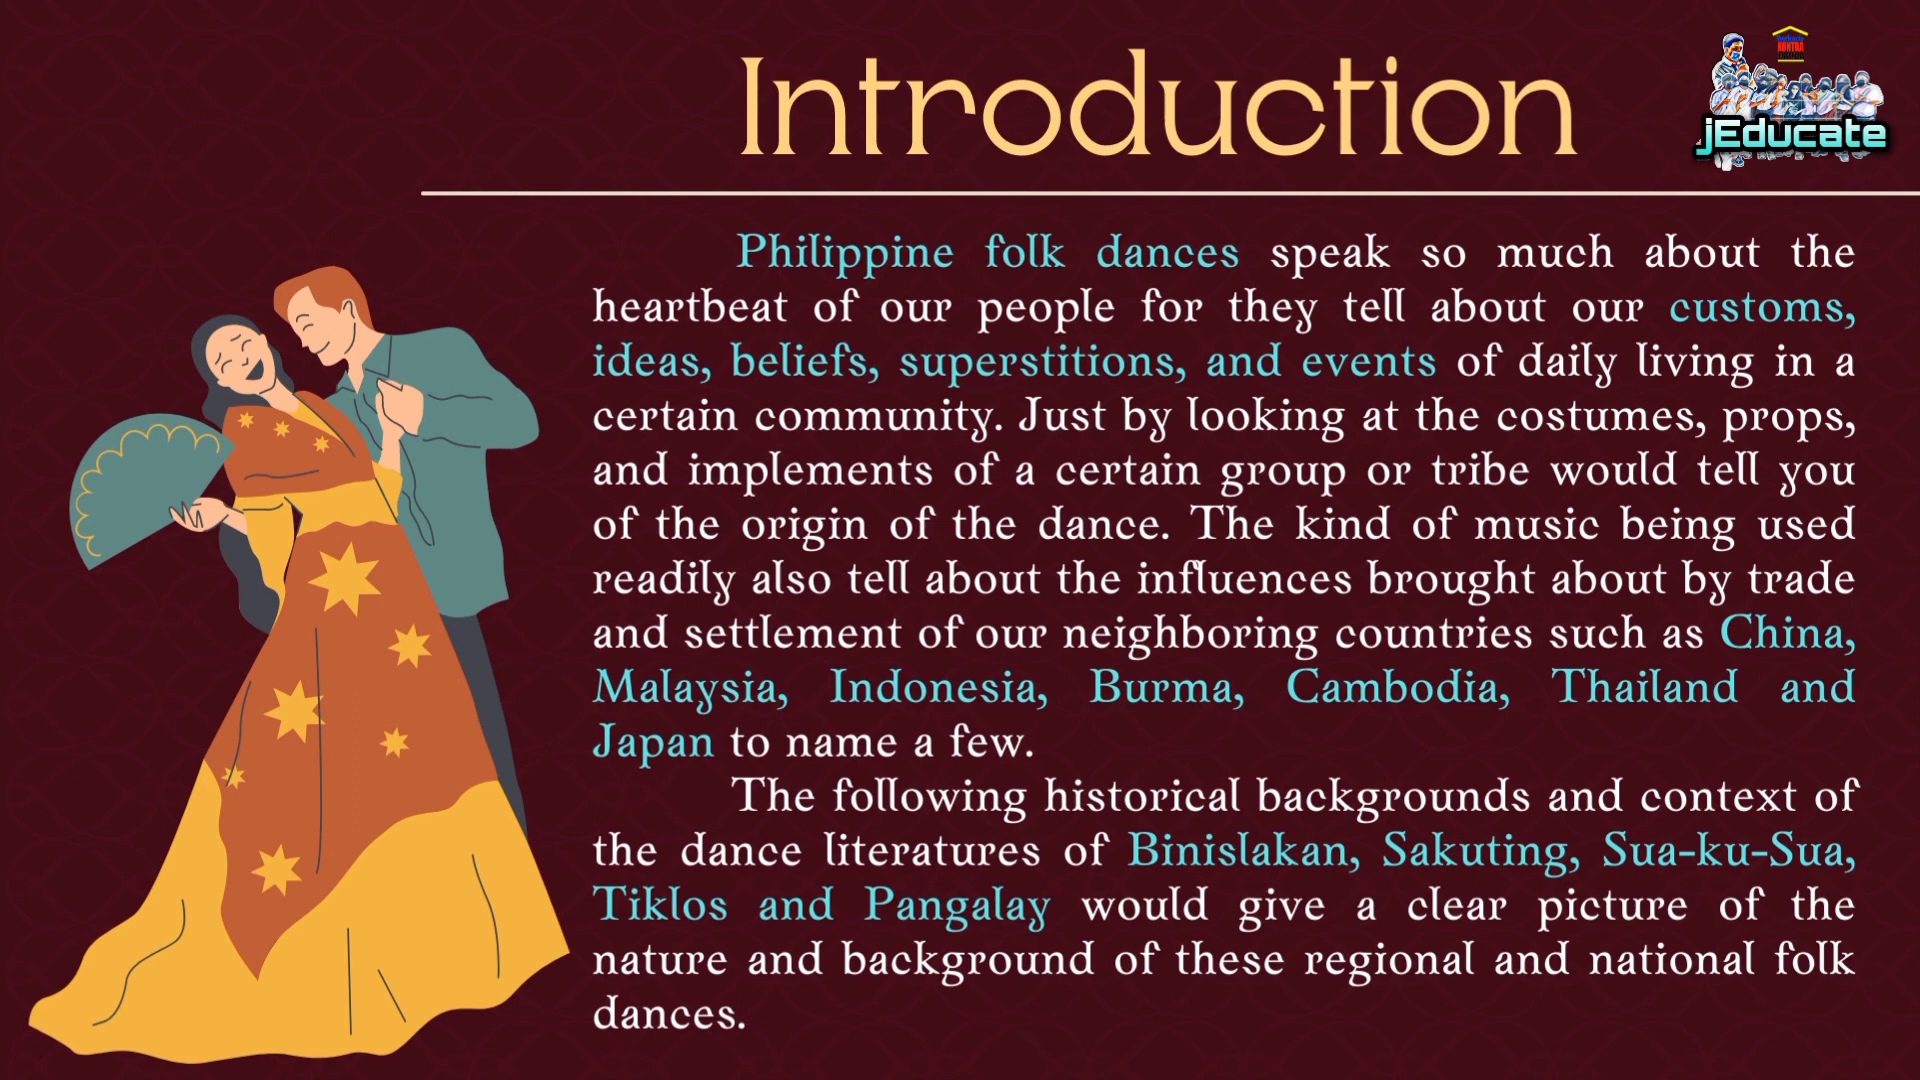 Introduction
KONTRA
jEducate
Philippine folk dances speak so much about the
heartbeat of our people for they tell about our customs,
ideas, beliefs, superstitions, and events of daily living in a
certain community. Just by looking at the costumes, props,
and implements of a certain group or tribe would tell you
of the origin of the dance. The kind of music being used
readily also tell about the influences brought about by trade
and settlement of our neighboring countries such as China,
Malaysia, Indonesia, Burma, Cambodia, Thailand and
Japan to name a few.
The following historical backgrounds and context of
the dance literatures of Binislakan, Sakuting, Sua-ku-Sua,
Tiklos and Pangalay would give a clear picture of the
nature and background of these regional and national folk
dances.